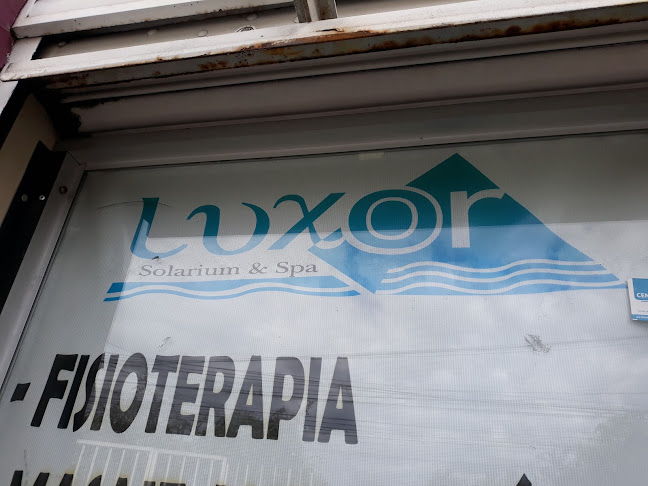 Luxor
Solarium & Spa
- FISIOTERAPIA